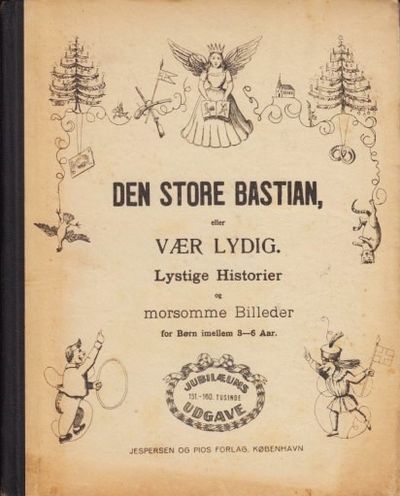 DEN STORE BASTIAN,
eller
VÆR LYDIG.
Lystige Historier
og
morsomme Billeder
for Børn imellem 3—6 Aar.
JUBILÆUMS
151.-160. TUSINDE
UDGAVE
JESPERSEN OG PIOS FORLAG, KØBENHAVN